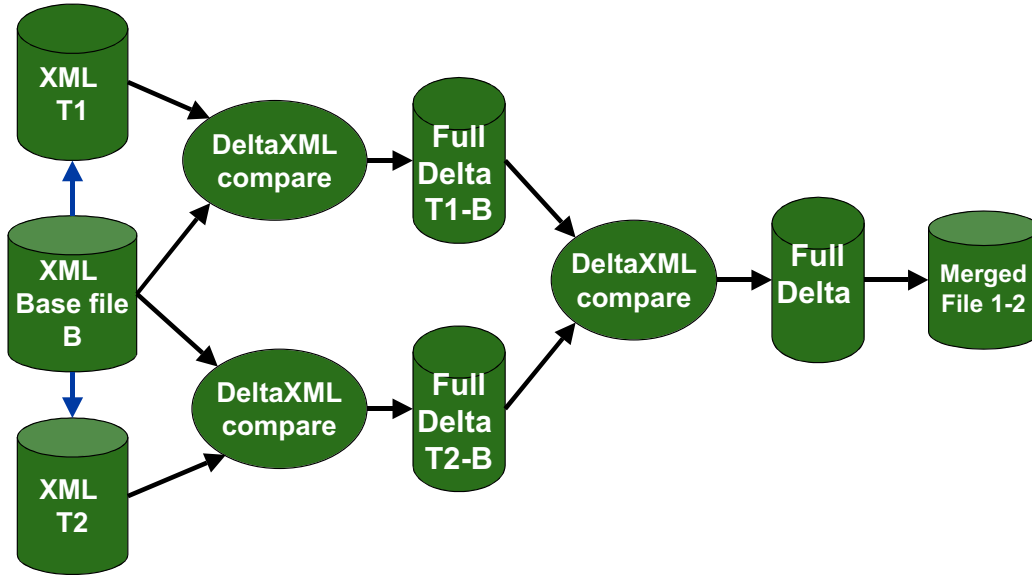 XML
T1
DeltaXML
compare
Full
Delta
T1-B
XML
Base file
B
DeltaXML
compare
Full
Delta
Merged
File 1-2
DeltaXML
compare
Full
Delta
T2-B
XML
T2